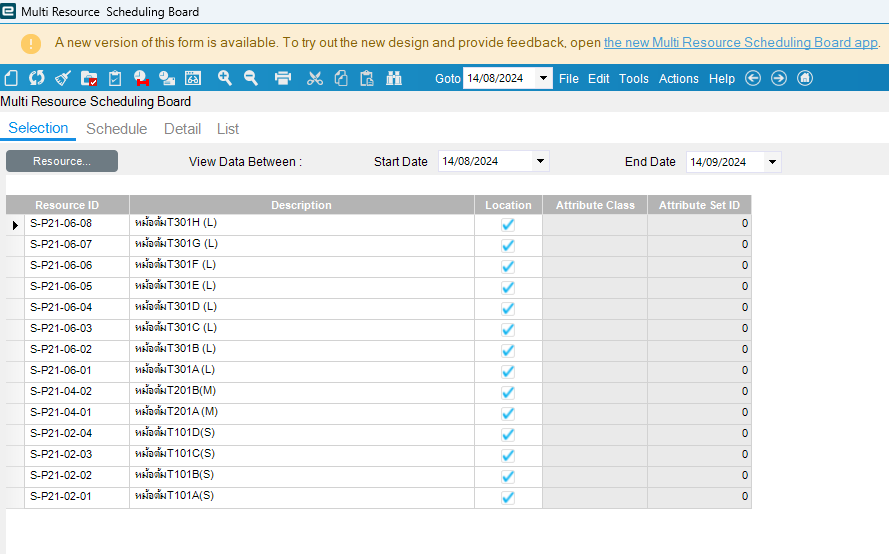 Multi Resource Scheduling Board
A new version of this form is available. To try out the new design and provide feedback, open the new Multi Resource Scheduling Board app.
Goto 14/08/2024 File Edit Tools Actions Help
Multi Resource Scheduling Board
Selection Schedule Detail List
Resource... View Data Between : Start Date 14/08/2024 End Date 14/09/2024
Resource ID Description Location Attribute Class Attribute Set ID
S-P21-06-08 หม้อต้มT301H (L) 0
S-P21-06-07 หม้อต้มT301G (L) 0
S-P21-06-06 หม้อต้มT301F (L) 0
S-P21-06-05 หม้อต้มT301E (L) 0
S-P21-06-04 หม้อต้มT301D (L) 0
S-P21-06-03 หม้อต้มT301C (L) 0
S-P21-06-02 หม้อต้มT301B (L) 0
S-P21-06-01 หม้อต้มT301A (L) 0
S-P21-04-02 หม้อต้มT201B(M) 0
S-P21-04-01 หม้อต้มT201A (M) 0
S-P21-02-04 หม้อต้มT101D(S) 0
S-P21-02-03 หม้อต้มT101C(S) 0
S-P21-02-02 หม้อต้มT101B(S) 0
S-P21-02-01 หม้อต้มT101A(S) 0